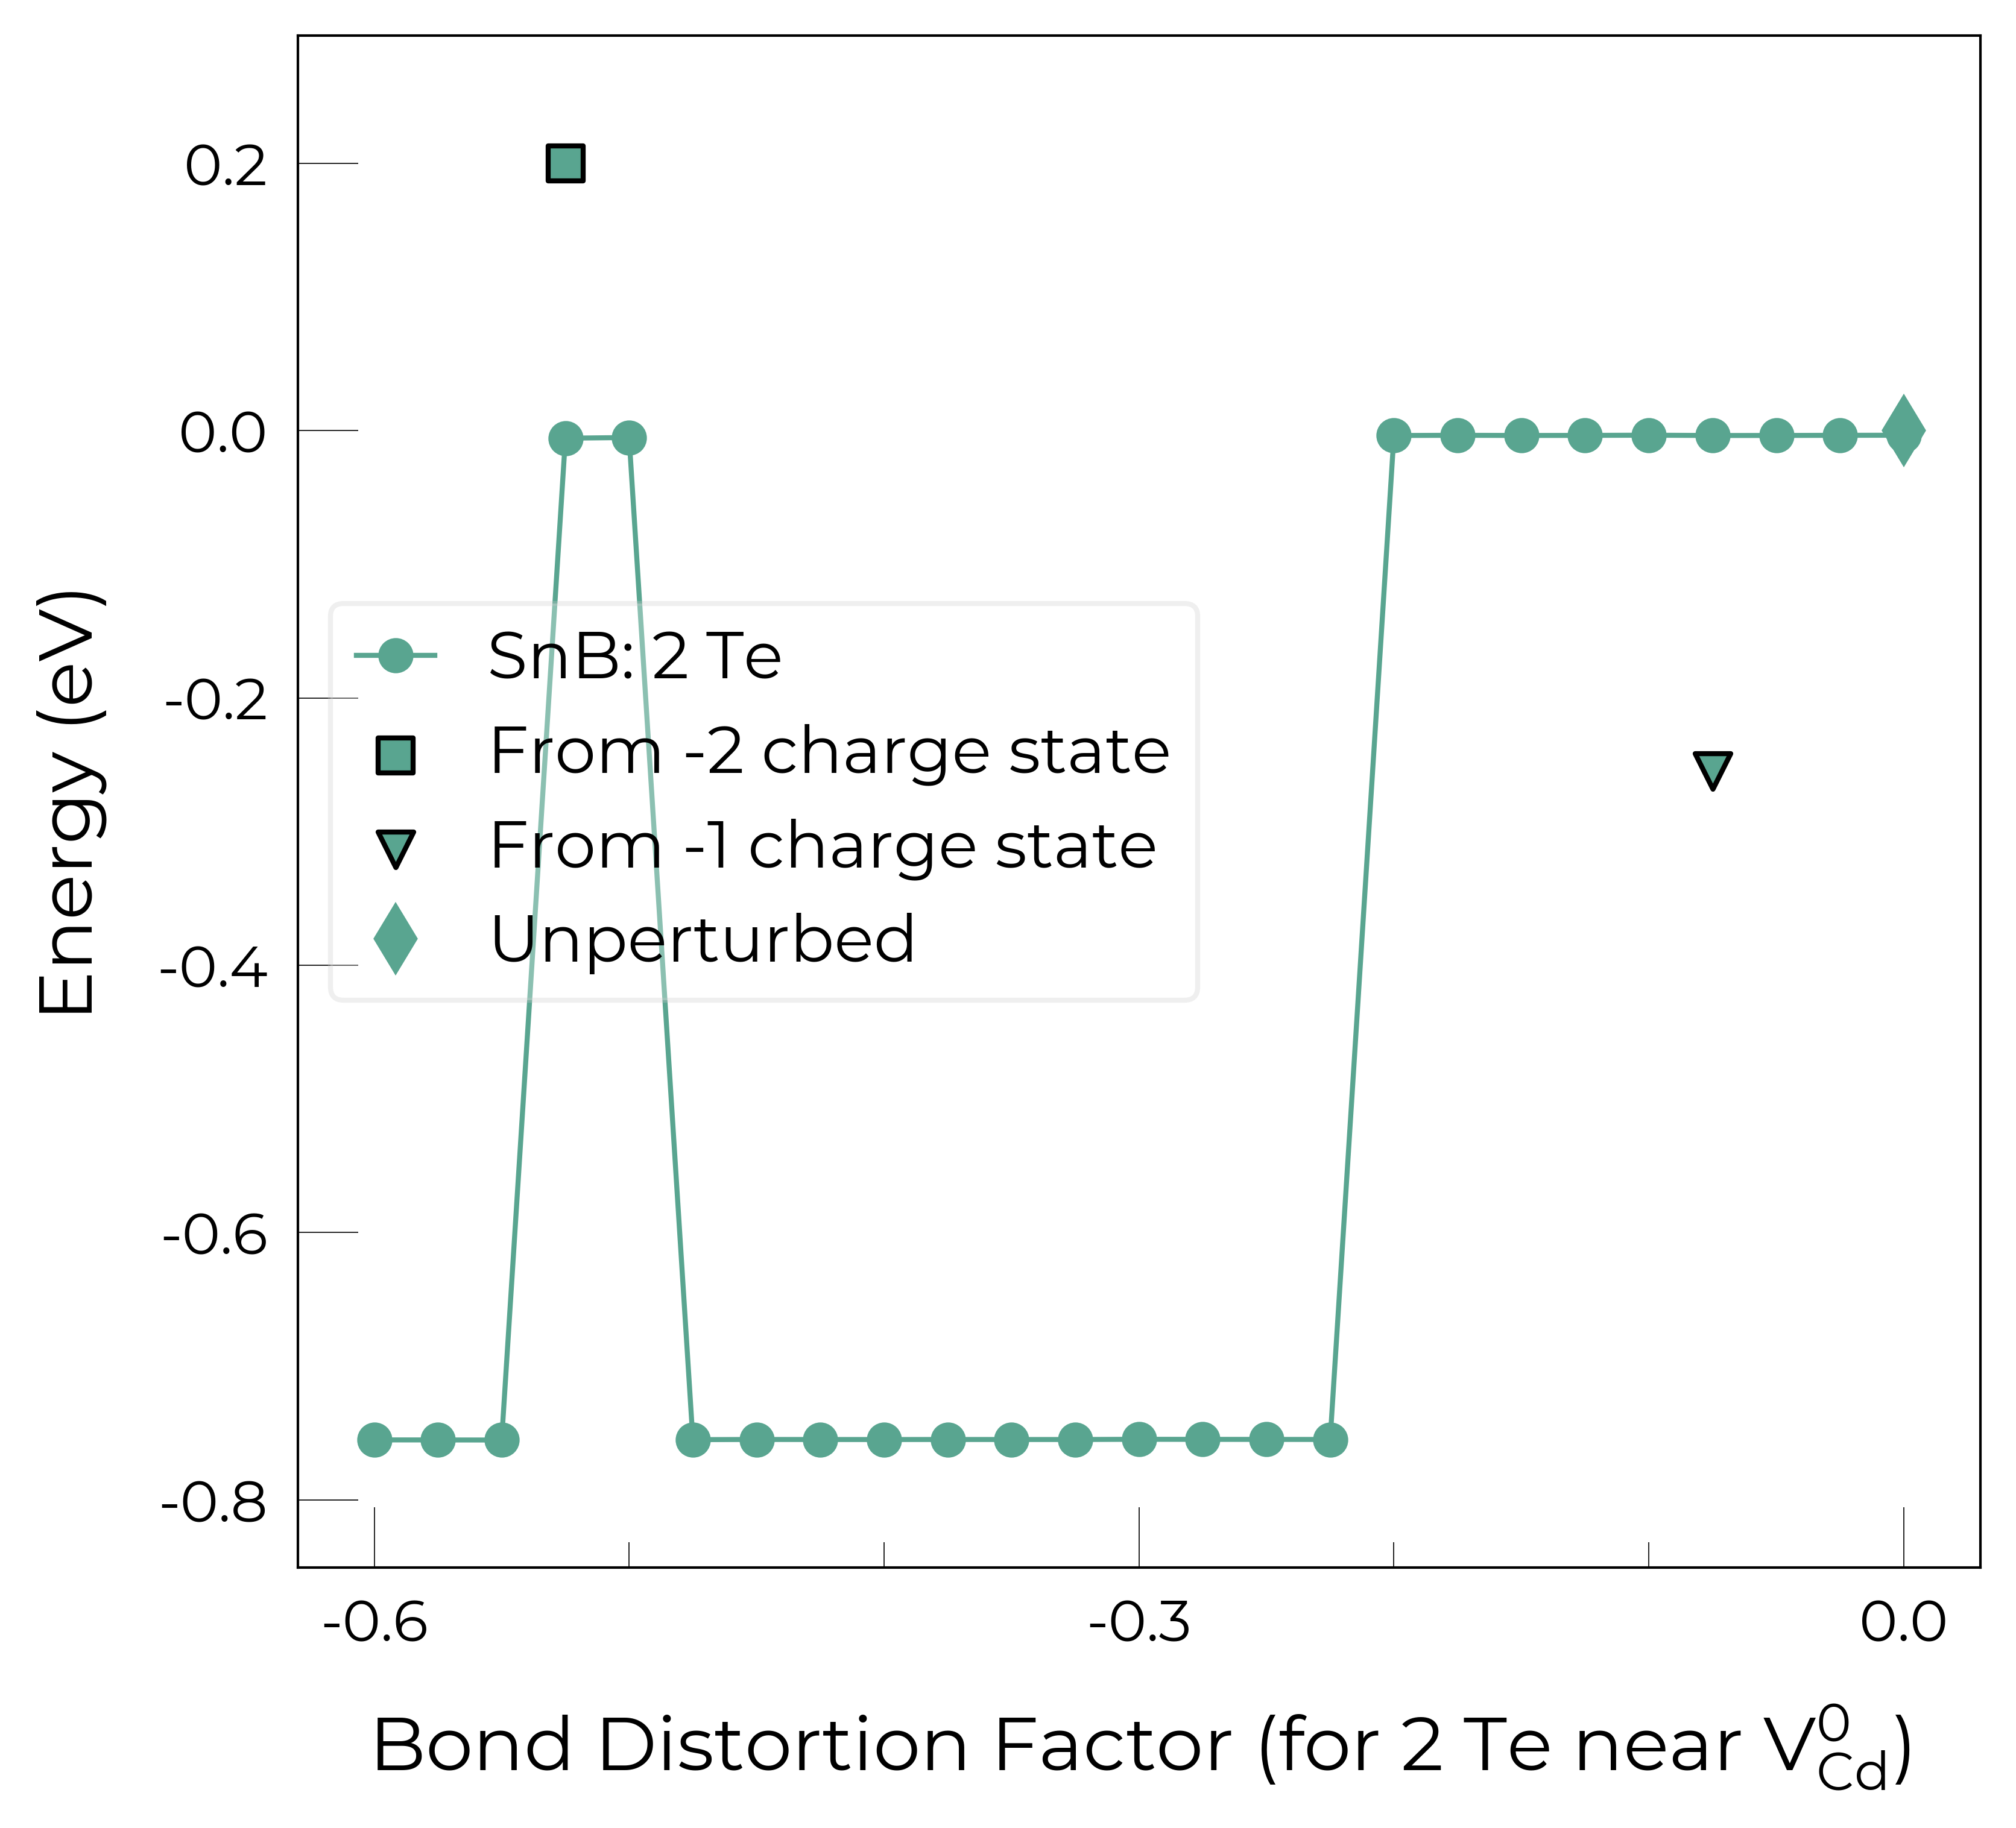 0.2
0.0
-0.2
-0.4
-0.6
-0.8
Energy (eV)
SnB: 2 Te
From -2 charge state
From -1 charge state
Unperturbed
-0.6 -0.3 0.0
Bond Distortion Factor (for 2 Te near V⁰Cd)